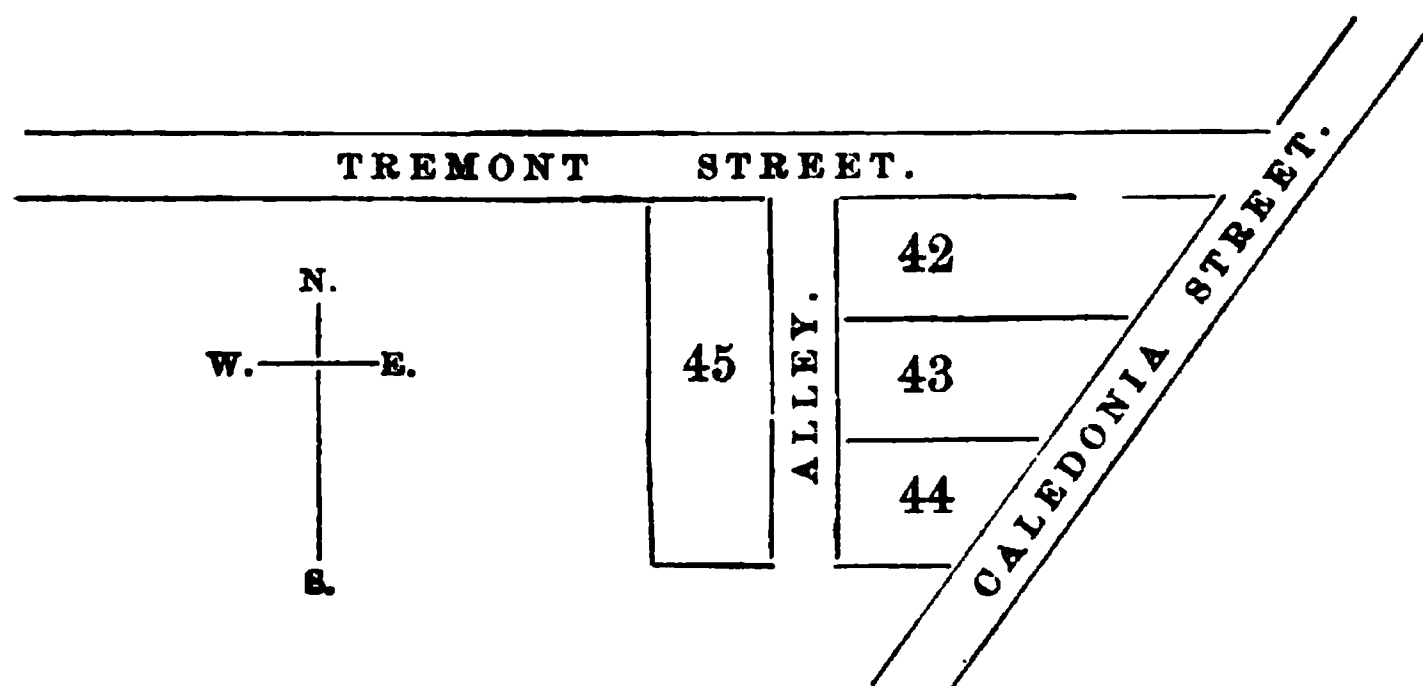 TREMONT STREET.
42
N.
W. E.
45
ALLEY.
43
44
S.
CALEDONIA STREET.